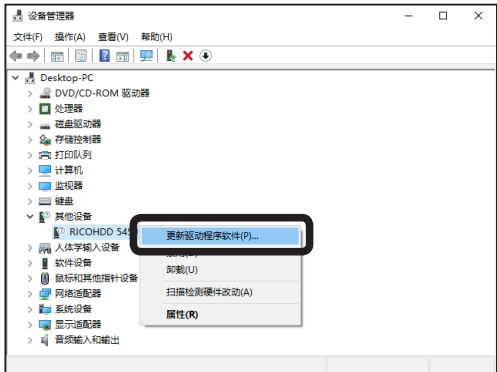 设备管理器
文件(F) 操作(A) 查看(V) 帮助(H)
Desktop-PC
DVD/CD-ROM 驱动器
处理器
磁盘驱动器
存储控制器
打印队列
计算机
监视器
键盘
其他设备
RICOHDD 545
更新驱动程序软件(P)...
人体学输入设备
软件设备
卸载(U)
鼠标和其他指针设备
网络适配器
扫描检测硬件改动(A)
系统设备
属性(R)
显示适配器
音频输入和输出